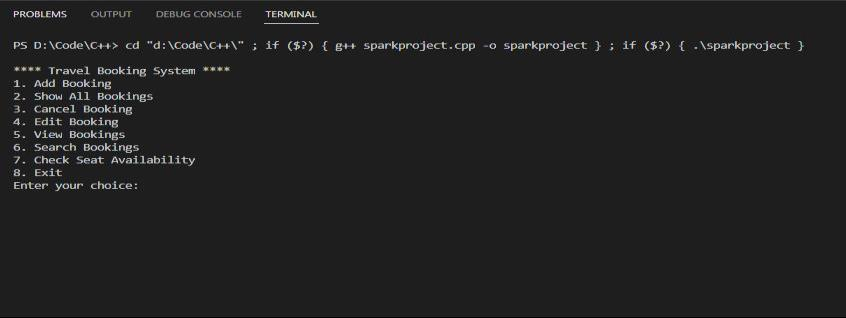 PROBLEMS OUTPUT DEBUG CONSOLE TERMINAL
PS D:\Code\C++> cd "d:\Code\C++\" ; if ($?) { g++ sparkproject.cpp -o sparkproject } ; if ($?) { .\sparkproject }
**** Travel Booking System ****
1. Add Booking
2. Show All Bookings
3. Cancel Booking
4. Edit Booking
5. View Bookings
6. Search Bookings
7. Check Seat Availability
8. Exit
Enter your choice: